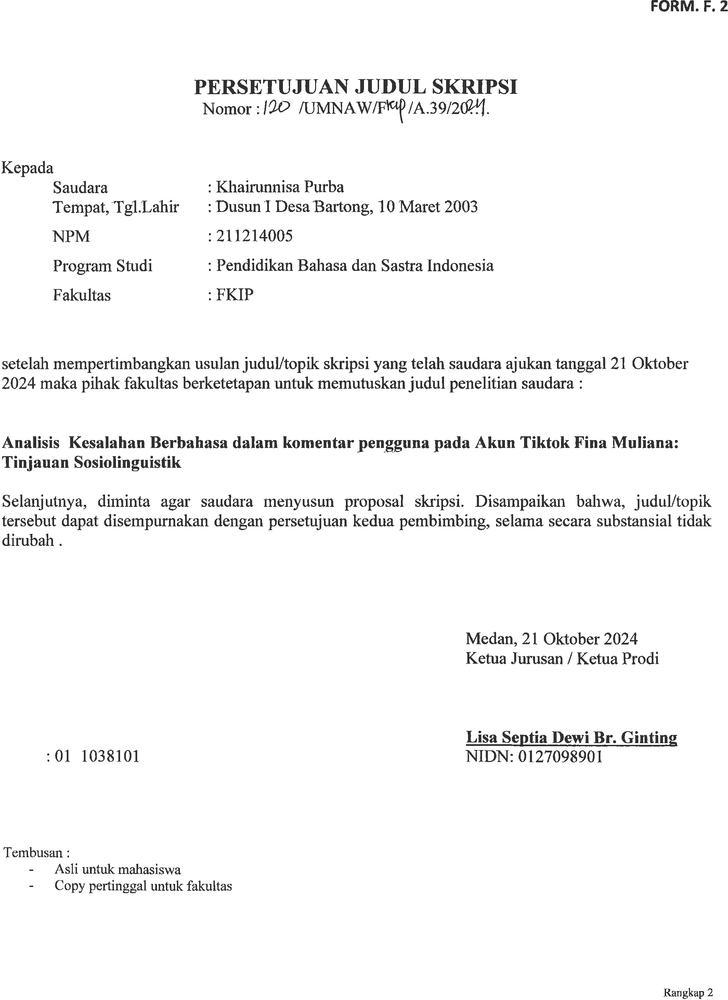 FORM. F. 2
PERSETUJUAN JUDUL SKRIPSI
Nomor : 120 /UMNAW/Fkip/A.39/2024.
Kepada
Saudara : Khairunnisa Purba
Tempat, Tgl.Lahir : Dusun I Desa Bartong, 10 Maret 2003
NPM : 211214005
Program Studi : Pendidikan Bahasa dan Sastra Indonesia
Fakultas : FKIP
setelah mempertimbangkan usulan judul/topik skripsi yang telah saudara ajukan tanggal 21 Oktober
2024 maka pihak fakultas berketetapan untuk memutuskan judul penelitian saudara :
Analisis Kesalahan Berbahasa dalam komentar pengguna pada Akun Tiktok Fina Muliana:
Tinjauan Sosiolinguistik
Selanjutnya, diminta agar saudara menyusun proposal skripsi. Disampaikan bahwa, judul/topik
tersebut dapat disempurnakan dengan persetujuan kedua pembimbing, selama secara substansial tidak
dirubah .
Medan, 21 Oktober 2024
Ketua Jurusan / Ketua Prodi
Lisa Septia Dewi Br. Ginting
: 01 1038101 NIDN: 0127098901
Tembusan :
- Asli untuk mahasiswa
- Copy pertinggal untuk fakultas
Rangkap 2